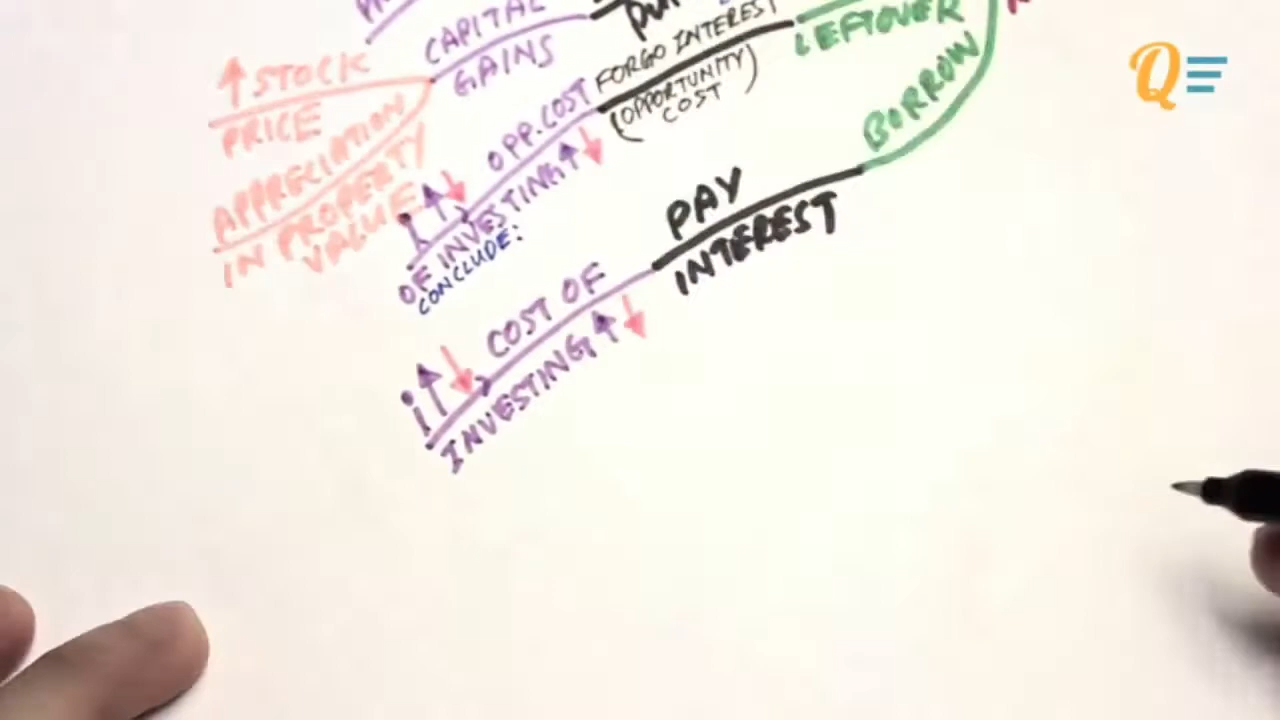 CAPITAL
GAINS
↑ STOCK
PRICE
APPRECIATION
IN PROPERTY
VALUE
LEFTOVER
FORGO INTEREST
(OPPORTUNITY
COST)
OPP. COST
OF INVESTING ↑ ↓
i ↑ ↓
CONCLUDE:
BORROW
PAY
INTEREST
COST OF
INVESTING ↑ ↓
i ↑ ↓
Q